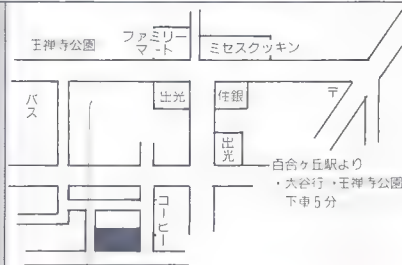 王禅寺公園
ファミリー
マート
ミセスクッキン
バス
出光
住銀
〒
出光
百合ヶ丘駅より
・大谷行・王禅寺公園
下車5分
コーヒー